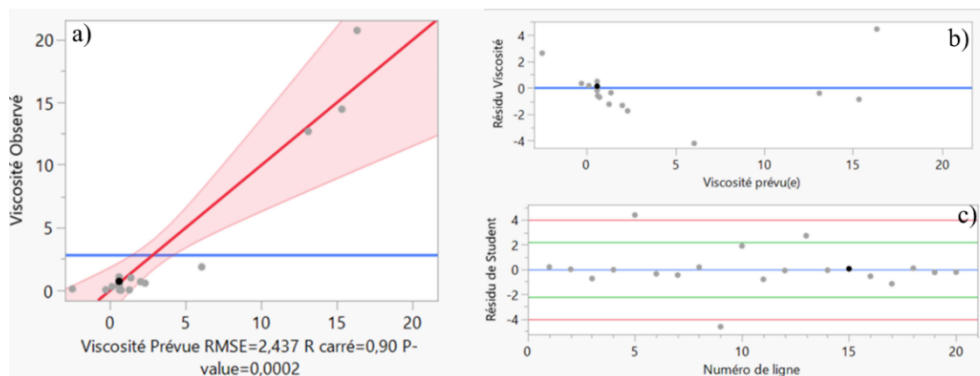 a)
Viscosité Observé
20
15
10
5
0
0 5 10 15 20
Viscosité Prévue RMSE=2,437 R carré=0,90 P-
value=0,0002
b)
Résidu Viscosité
4
2
0
-2
-4
0 5 10 15 20
Viscosité prévu(e)
c)
Résidu de Student
4
2
0
-2
-4
0 5 10 15 20
Numéro de ligne